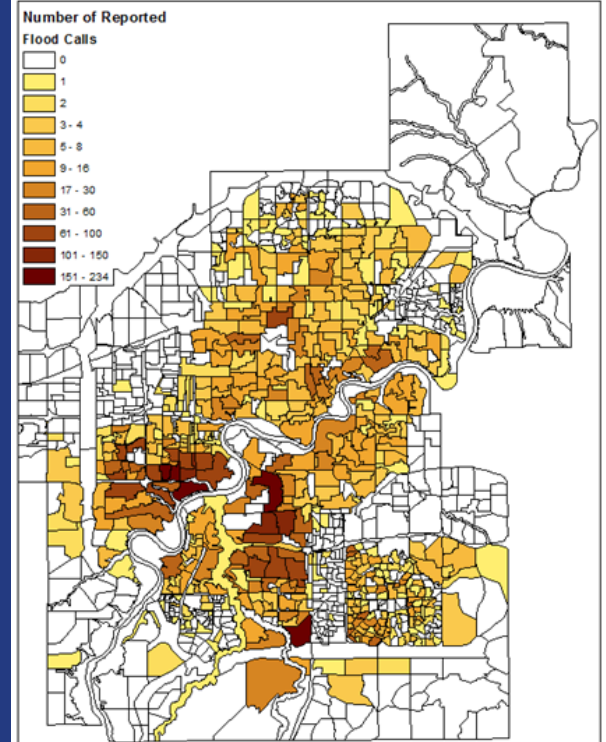 Number of Reported
Flood Calls
0
1
2
3 - 4
5 - 8
9 - 16
17 - 30
31 - 60
61 - 100
101 - 150
151 - 234